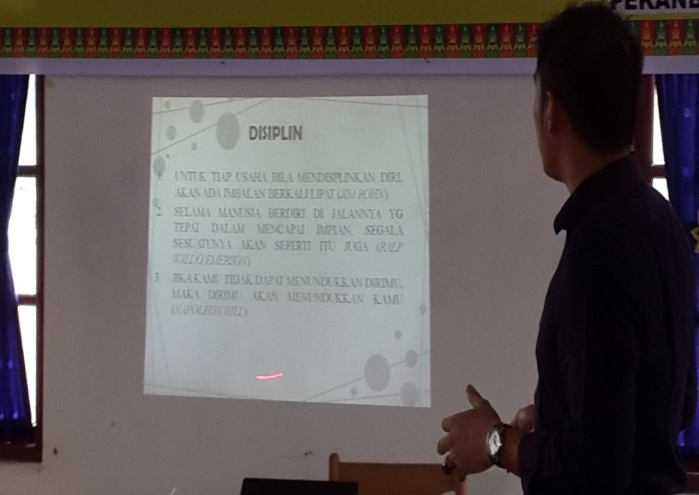 DISIPLIN
1. UNTUK TIAP USAHA BILA MENDISPLINKAN DIRI,
AKAN ADA IMBALAN BERKALI LIPAT (JIM ROHN).
2. SELAMA MANUSIA BERDIRI DI JALANNYA YG
TEPAT DALAM MENCAPAI IMPIAN, SEGALA
SESUATUNYA AKAN SEPERTI ITU JUGA (RALP
WALDO EMERSON)
3. JIKA KAMU TIDAK DAPAT MENUNDUKKAN DIRIMU,
MAKA DIRIMU AKAN MENUNDUKKAN KAMU
(NAPOLEON HILL)